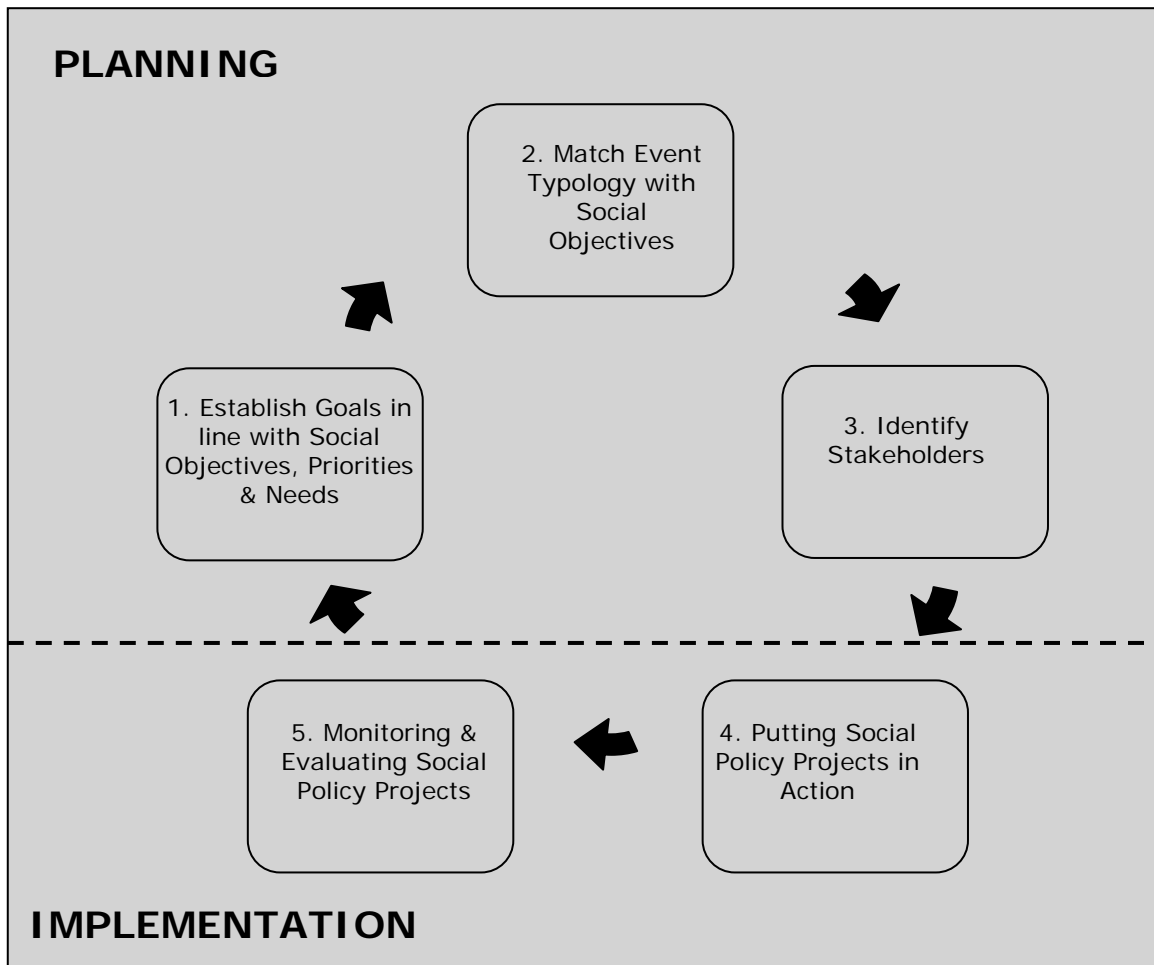 PLANNING
2. Match Event
Typology with
Social
Objectives
1. Establish Goals in
line with Social
Objectives, Priorities
& Needs
3. Identify
Stakeholders
5. Monitoring &
Evaluating Social
Policy Projects
4. Putting Social
Policy Projects in
Action
IMPLEMENTATION